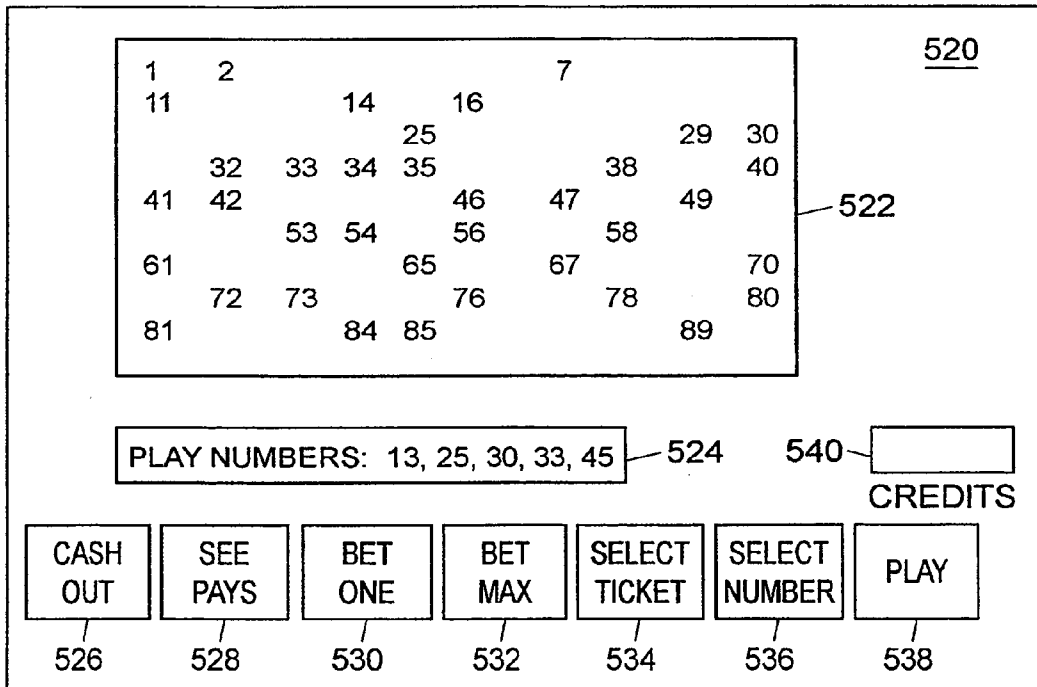 520
1 2 7
11 14 16
25 29 30
32 33 34 35 38 40
41 42 46 47 49
522
53 54 56 58
61 65 67 70
72 73 76 78 80
81 84 85 89
PLAY NUMBERS: 13, 25, 30, 33, 45
524
540
CREDITS
CASH OUT
SEE PAYS
BET ONE
BET MAX
SELECT TICKET
SELECT NUMBER
PLAY
526 528 530 532 534 536 538